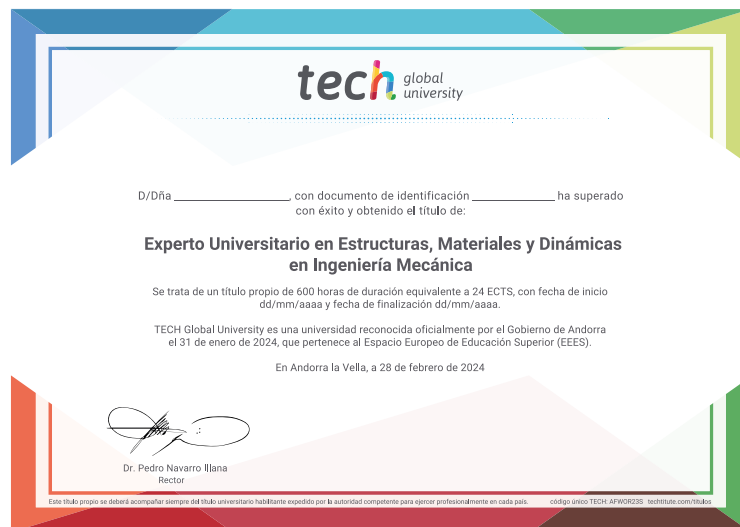 tech global university
D/Dña ______________, con documento de identificación ______________ ha superado
con éxito y obtenido el título de:
Experto Universitario en Estructuras, Materiales y Dinámicas
en Ingeniería Mecánica
Se trata de un título propio de 600 horas de duración equivalente a 24 ECTS, con fecha de inicio
dd/mm/aaaa y fecha de finalización dd/mm/aaaa.
TECH Global University es una universidad reconocida oficialmente por el Gobierno de Andorra
el 31 de enero de 2024, que pertenece al Espacio Europeo de Educación Superior (EEES).
En Andorra la Vella, a 28 de febrero de 2024
Dr. Pedro Navarro Illana
Rector
Este título propio se deberá acompañar siempre del título universitario habilitante expedido por la autoridad competente para ejercer profesionalmente en cada país. código único TECH: AFWOR23S techtitute.com/titulos